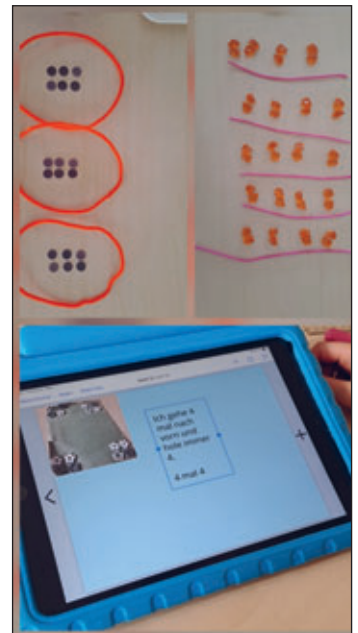 Ich gehe 4
mal nach
vorn und
hole immer
4.
4 mal 4